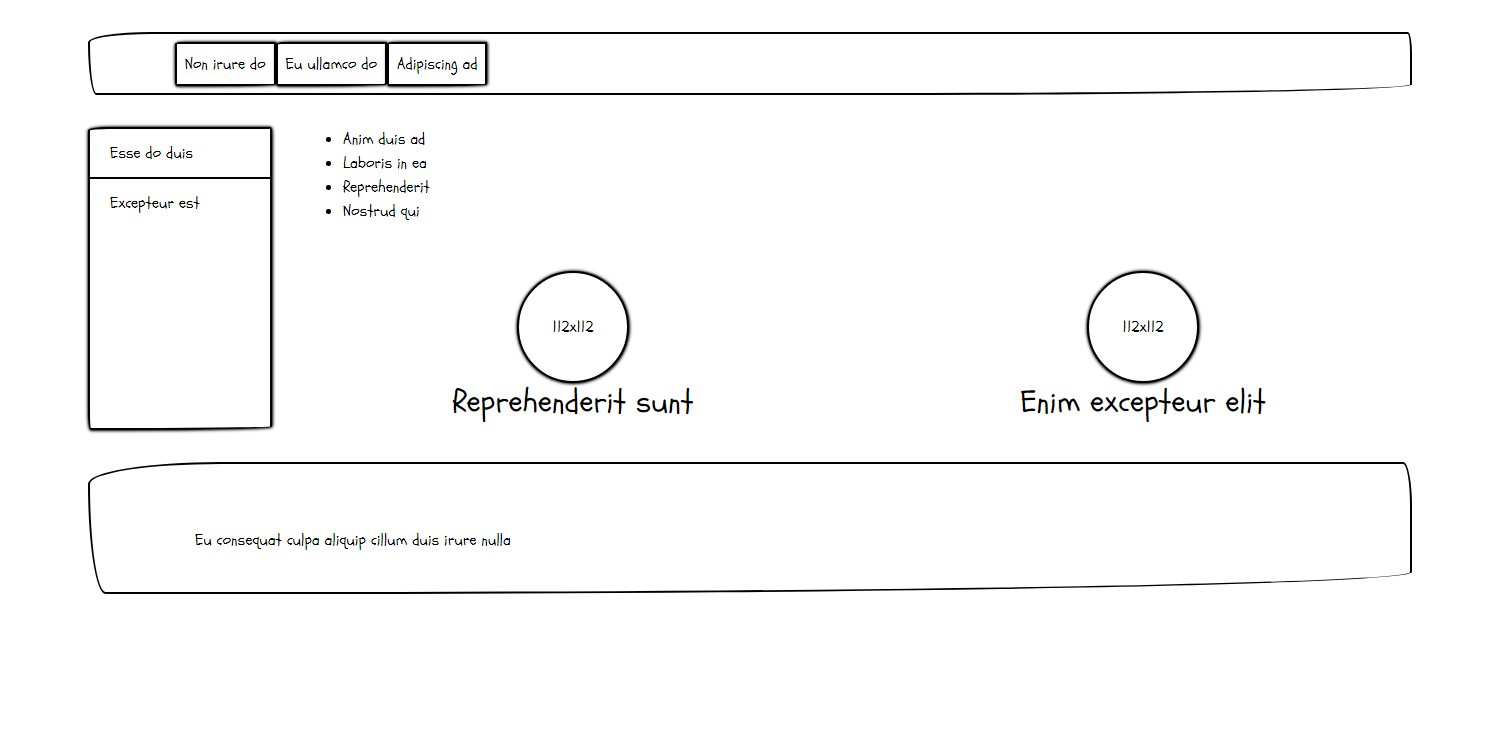 Non irure do
Eu ullamco do
Adipiscing ad
Esse do duis
Excepteur est
Anim duis ad
Laboris in ea
Reprehenderit
Nostrud qui
112x112
Reprehenderit sunt
112x112
Enim excepteur elit
Eu consequat culpa aliquip cillum duis irure nulla